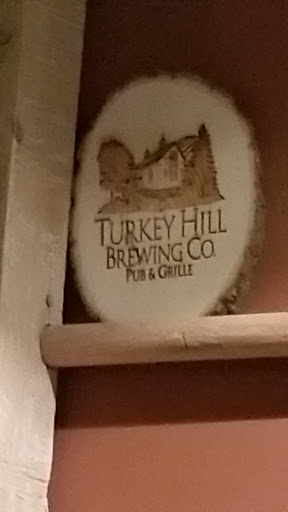 TURKEY HILL
BREWING CO.
PUB & GRILLE